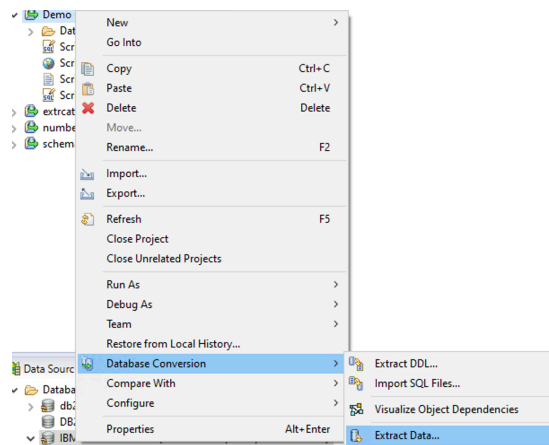 Demo
Dat
Scr
Scr
Scr
Scr
extrcat
numbe
schem
New
Go Into
Copy Ctrl+C
Paste Ctrl+V
Delete Delete
Move...
Rename... F2
Import...
Export...
Refresh F5
Close Project
Close Unrelated Projects
Run As
Debug As
Team
Restore from Local History...
Database Conversion
Compare With
Configure
Properties Alt+Enter
Extract DDL...
Import SQL Files...
Visualize Object Dependencies
Extract Data...
Data Sourc
Databa
db2
DB2
IBM